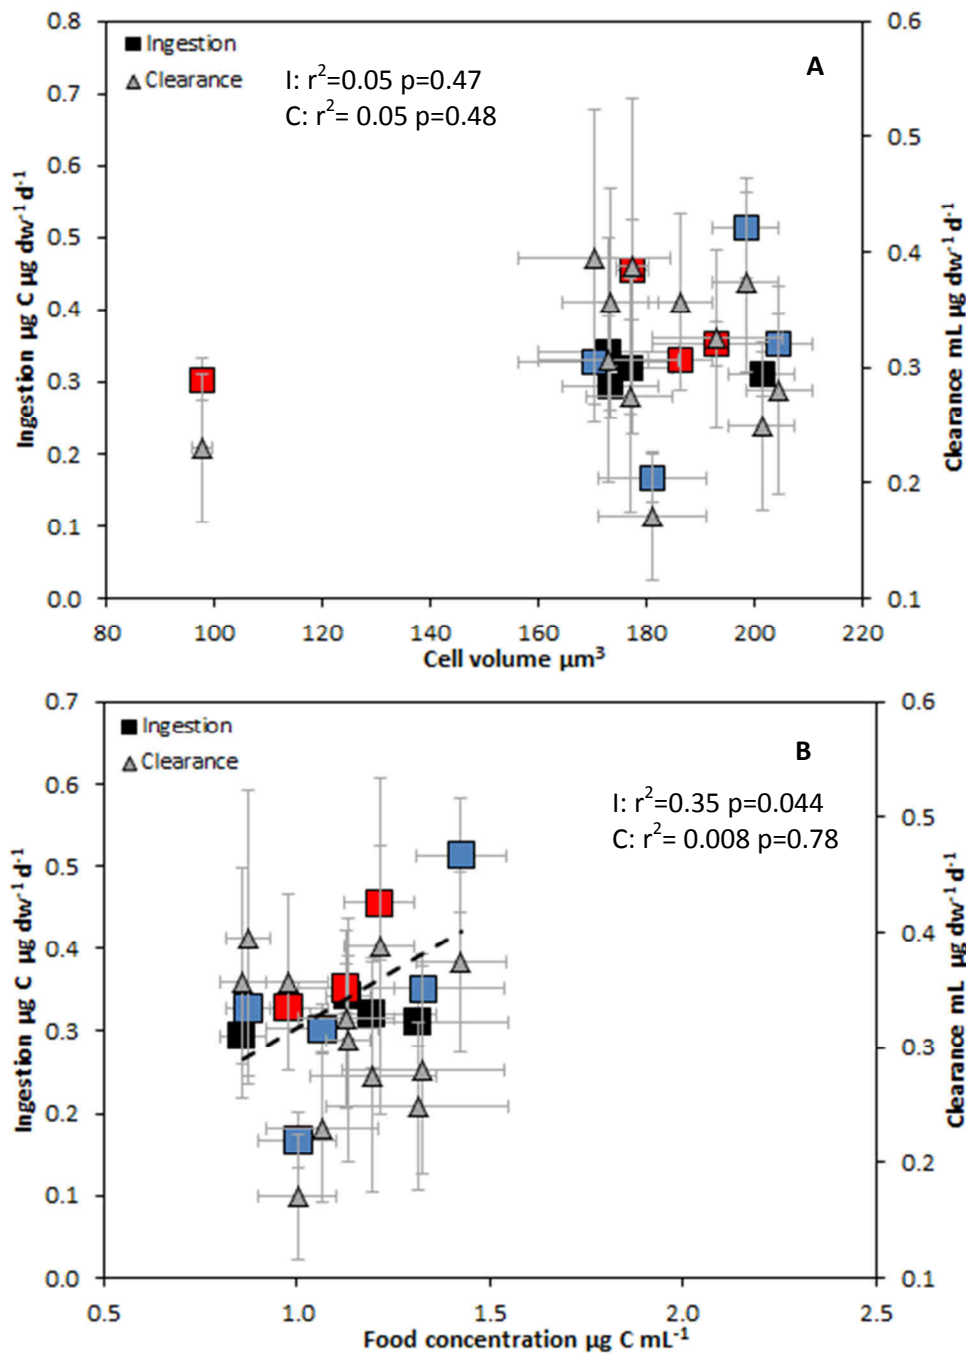 0.8
0.7
0.6
0.5
0.4
0.3
0.2
0.1
0.0
Ingestion µg C µg dw⁻¹ d⁻¹
Ingestion
Clearance
I: r²=0.05 p=0.47
C: r²= 0.05 p=0.48
A
0.6
0.5
0.4
0.3
0.2
0.1
Clearance mL µg dw⁻¹ d⁻¹
80 100 120 140 160 180 200 220
Cell volume µm³
0.7
0.6
0.5
0.4
0.3
0.2
0.1
0.0
Ingestion µg C µg dw⁻¹ d⁻¹
Ingestion
Clearance
B
I: r²=0.35 p=0.044
C: r²= 0.008 p=0.78
0.6
0.5
0.4
0.3
0.2
0.1
Clearance mL µg dw⁻¹ d⁻¹
0.5 1.0 1.5 2.0 2.5
Food concentration µg C mL⁻¹